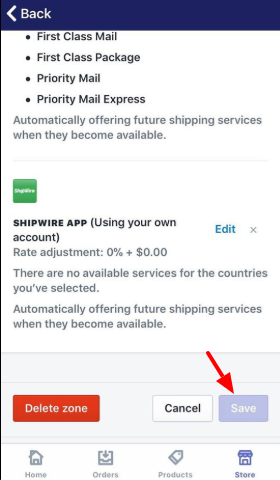 Back
• First Class Mail
• First Class Package
• Priority Mail
• Priority Mail Express
Automatically offering future shipping services
when they become available.
ShipWire
SHIPWIRE APP (Using your own
account)
Edit ×
Rate adjustment: 0% + $0.00
There are no available services for the countries
you've selected.
Automatically offering future shipping services
when they become available.
Delete zone Cancel Save
Home Orders Products Store